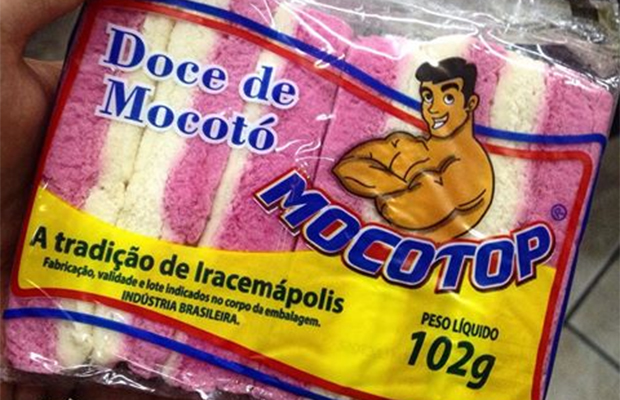 Doce de
Mocotó
MOCOTOP®
A tradição de Iracemápolis
Fabricação, validade e lote indicados no corpo da embalagem.
INDÚSTRIA BRASILEIRA.
PESO LÍQUIDO
102g